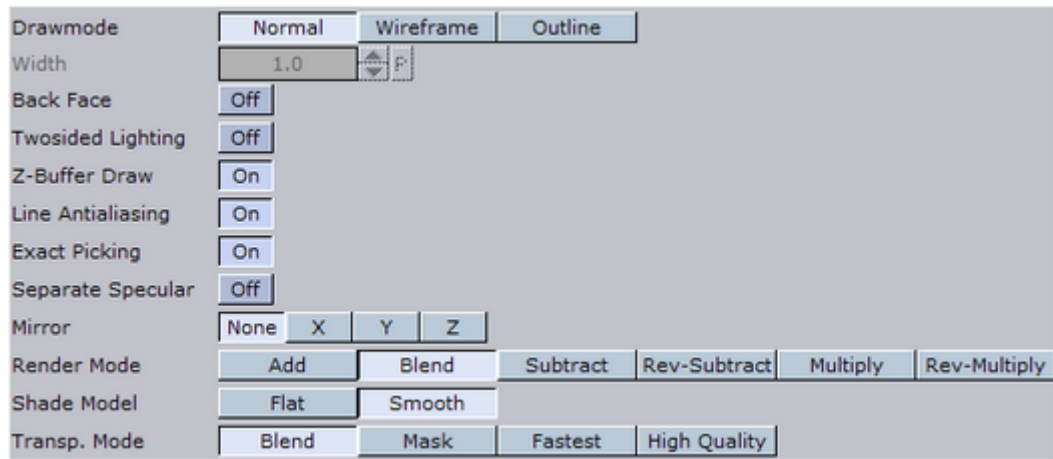 Drawmode Normal Wireframe Outline
Width 1.0 P
Back Face Off
Twosided Lighting Off
Z-Buffer Draw On
Line Antialiasing On
Exact Picking On
Separate Specular Off
Mirror None X Y Z
Render Mode Add Blend Subtract Rev-Subtract Multiply Rev-Multiply
Shade Model Flat Smooth
Transp. Mode Blend Mask Fastest High Quality